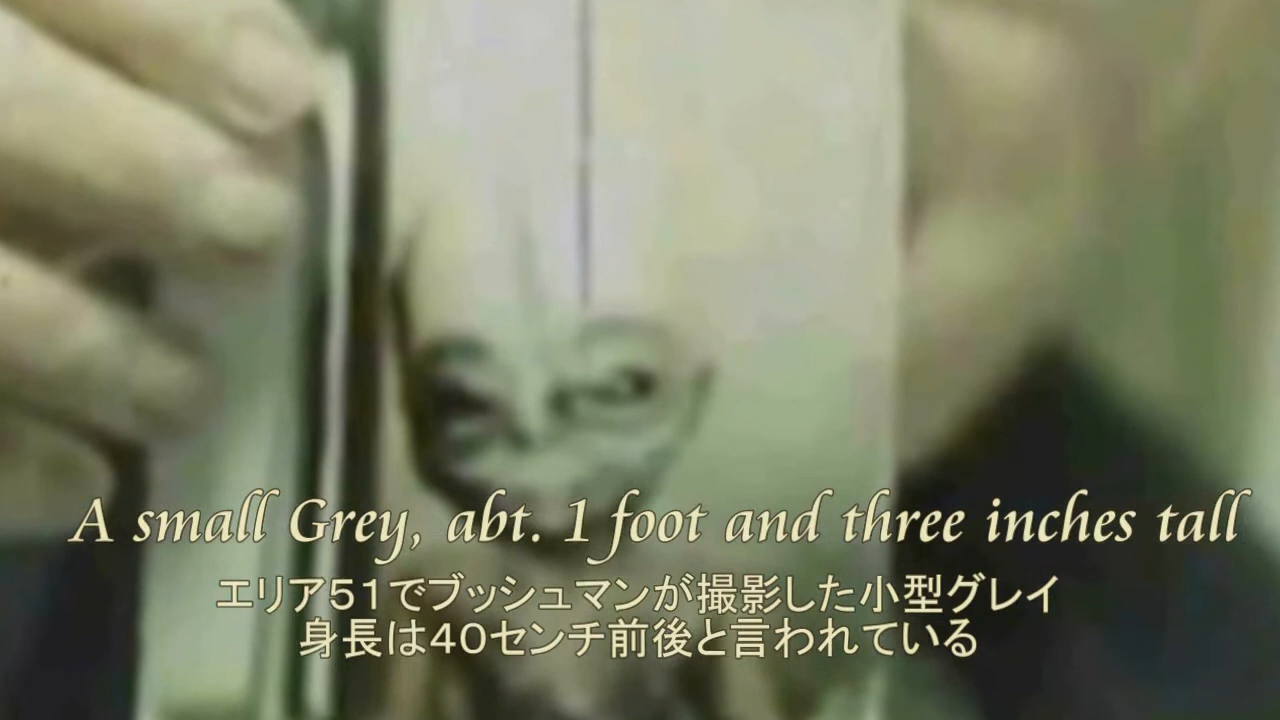 A small Grey, abt. 1 foot and three inches tall
エリア５１でブッシュマンが撮影した小型グレイ
身長は４０センチ前後と言われている